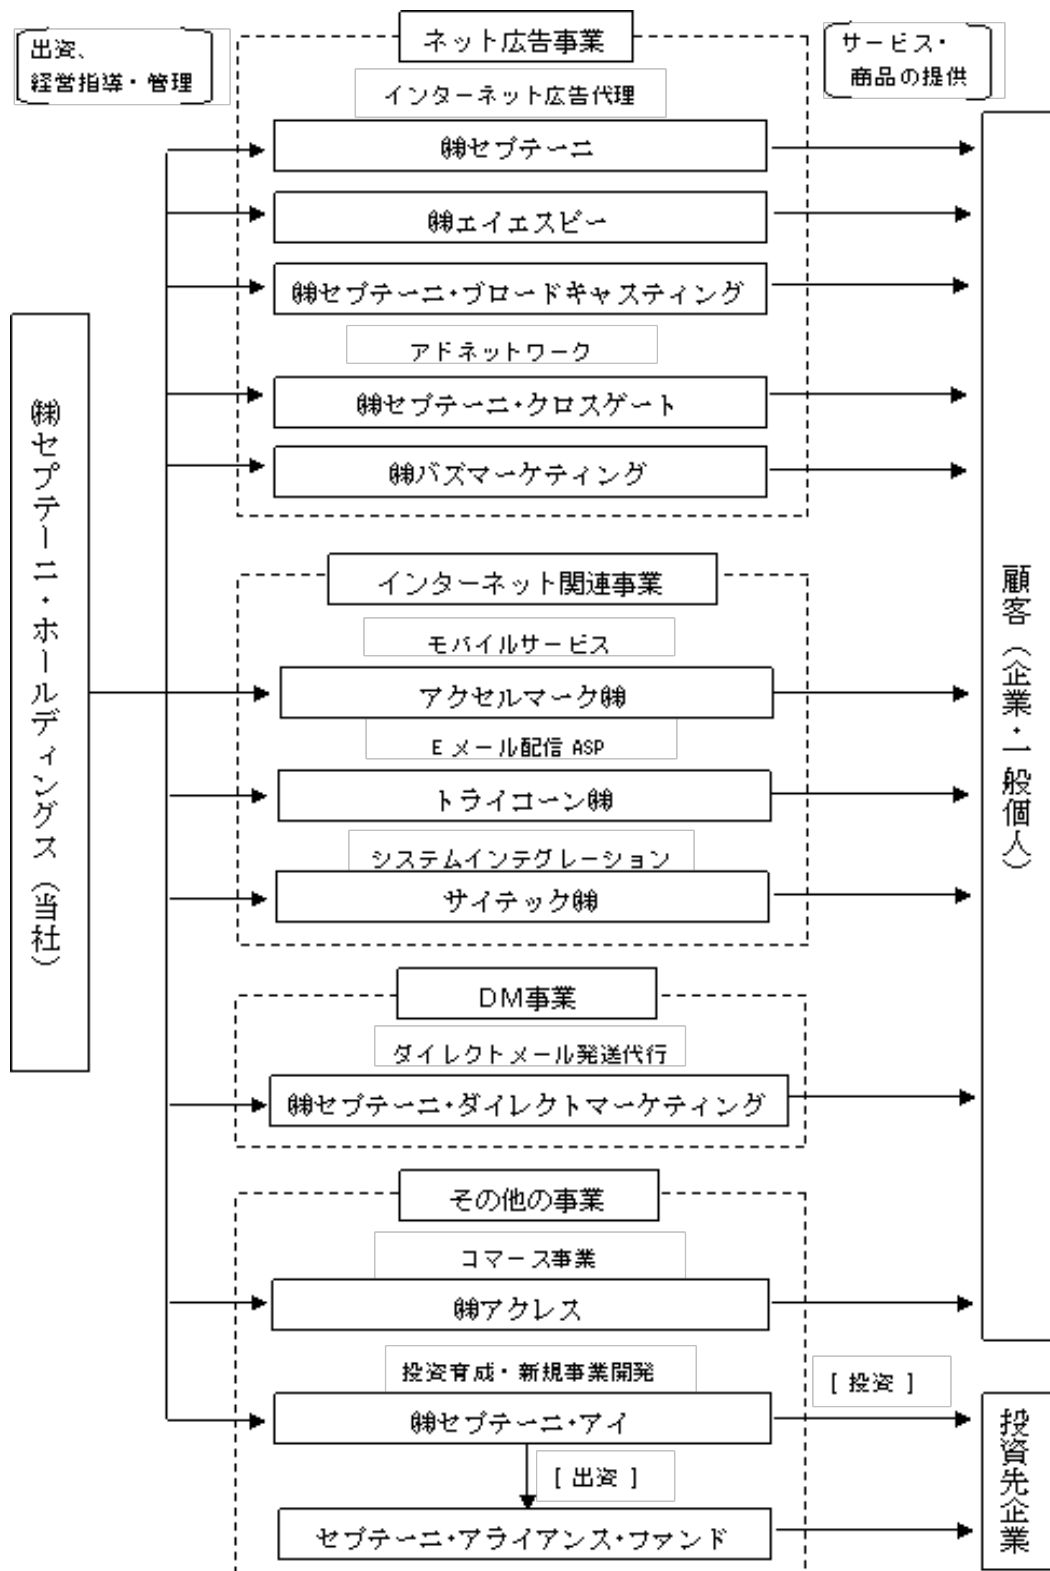 出資、
経営指導・管理
ネット広告事業
サービス・
商品の提供
インターネット広告代理
㈱セプテーニ
㈱エイエスピー
㈱セプテーニ・ブロードキャスティング
アドネットワーク
㈱セプテーニ・クロスゲート
㈱バズマーケティング
㈱セプテーニ・ホールディングス（当社）
インターネット関連事業
モバイルサービス
アクセルマーク㈱
Eメール配信ASP
トライコーン㈱
システムインテグレーション
サイテック㈱
顧客（企業・一般個人）
DM事業
ダイレクトメール発送代行
㈱セプテーニ・ダイレクトマーケティング
その他の事業
コマース事業
㈱アクレス
投資育成・新規事業開発
[ 投資 ]
㈱セプテーニ・アイ
[ 出資 ]
セプテーニ・アライアンス・ファンド
投資先企業